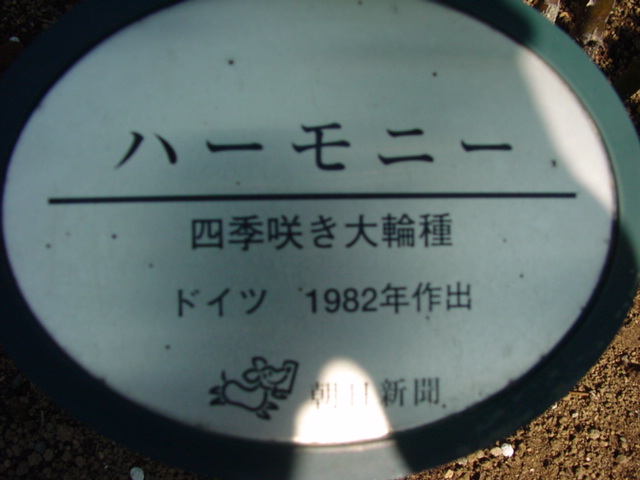 ハーモニー
四季咲き大輪種
ドイツ 1982年作出
朝日新聞